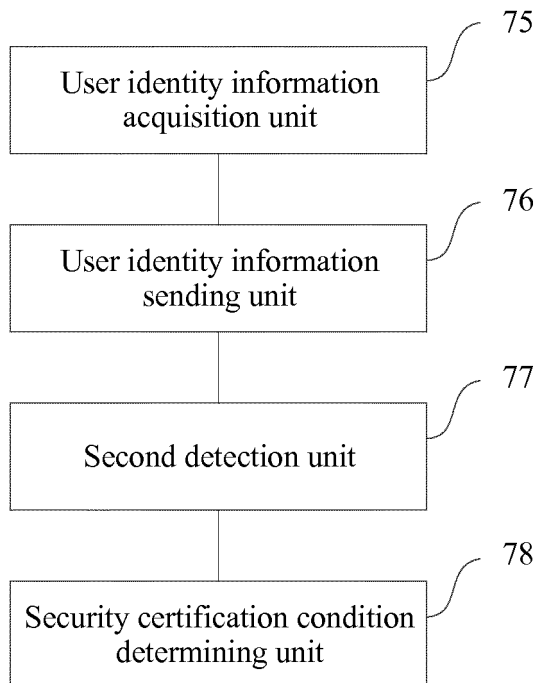 75
User identity information
acquisition unit
76
User identity information
sending unit
77
Second detection unit
78
Security certification condition
determining unit